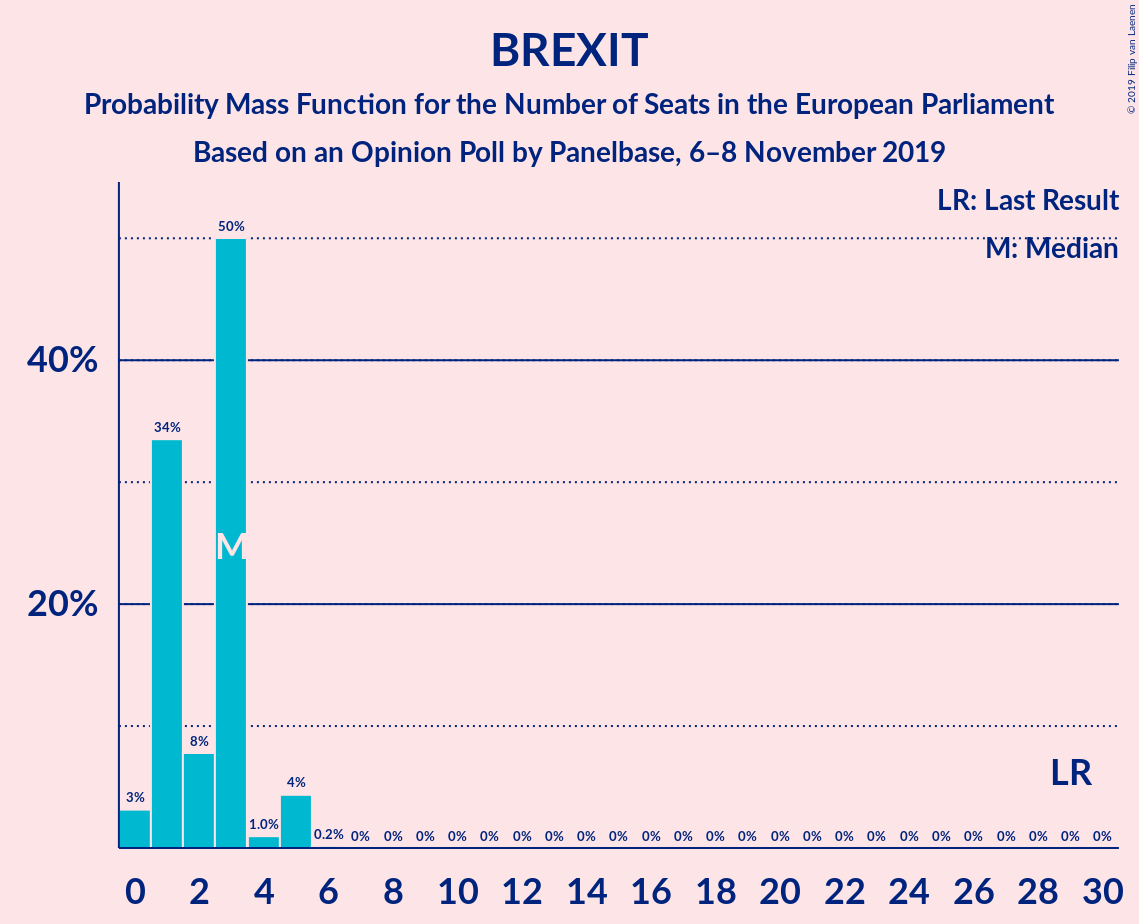 BREXIT
Probability Mass Function for the Number of Seats in the European Parliament
Based on an Opinion Poll by Panelbase, 6–8 November 2019
© 2019 Filip van Laenen
LR: Last Result
M: Median
50%
40%
34%
M
20%
8%
4%
3%
1.0%
0.2% 0% 0% 0% 0% 0% 0% 0% 0% 0% 0% 0% 0% 0% 0% 0% 0% 0% 0% 0% 0% 0% 0% 0% 0%
LR
0 2 4 6 8 10 12 14 16 18 20 22 24 26 28 30